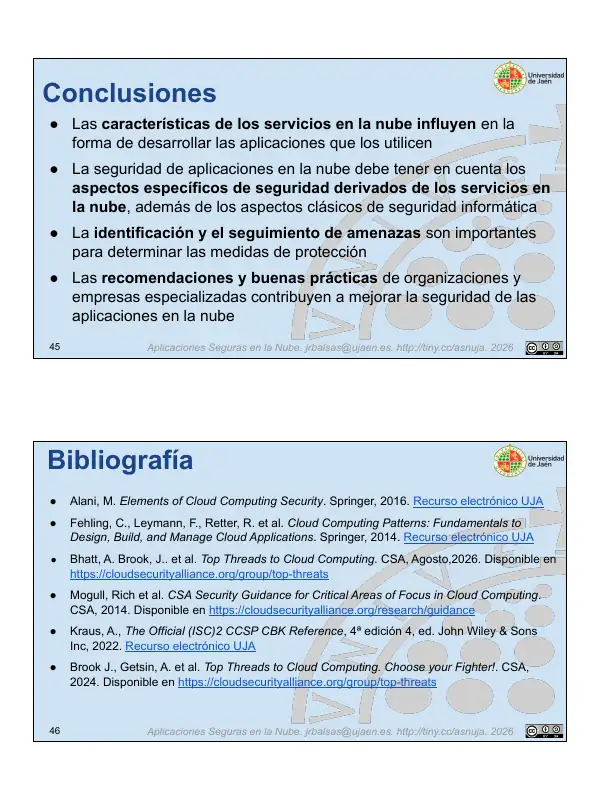 Universidad
de Jaén
Conclusiones
● Las características de los servicios en la nube influyen en la
forma de desarrollar las aplicaciones que los utilicen
● La seguridad de aplicaciones en la nube debe tener en cuenta los
aspectos específicos de seguridad derivados de los servicios en
la nube, además de los aspectos clásicos de seguridad informática
● La identificación y el seguimiento de amenazas son importantes
para determinar las medidas de protección
● Las recomendaciones y buenas prácticas de organizaciones y
empresas especializadas contribuyen a mejorar la seguridad de las
aplicaciones en la nube
45
Aplicaciones Seguras en la Nube. jrbalsas@ujaen.es. http://tiny.cc/asnuja. 2026
Universidad
de Jaén
Bibliografía
● Alani, M. Elements of Cloud Computing Security. Springer, 2016. Recurso electrónico UJA
● Fehling, C., Leymann, F., Retter, R. et al. Cloud Computing Patterns: Fundamentals to
Design, Build, and Manage Cloud Applications. Springer, 2014. Recurso electrónico UJA
● Bhatt, A. Brook, J.. et al. Top Threads to Cloud Computing. CSA, Agosto,2026. Disponible en
https://cloudsecurityalliance.org/group/top-threats
● Mogull, Rich et al. CSA Security Guidance for Critical Areas of Focus in Cloud Computing.
CSA, 2014. Disponible en https://cloudsecurityalliance.org/research/guidance
● Kraus, A., The Official (ISC)2 CCSP CBK Reference, 4ª edición 4, ed. John Wiley & Sons
Inc, 2022. Recurso electrónico UJA
● Brook J., Getsin, A. et al. Top Threads to Cloud Computing. Choose your Fighter!. CSA,
2024. Disponible en https://cloudsecurityalliance.org/group/top-threats
46
Aplicaciones Seguras en la Nube. jrbalsas@ujaen.es. http://tiny.cc/asnuja. 2026